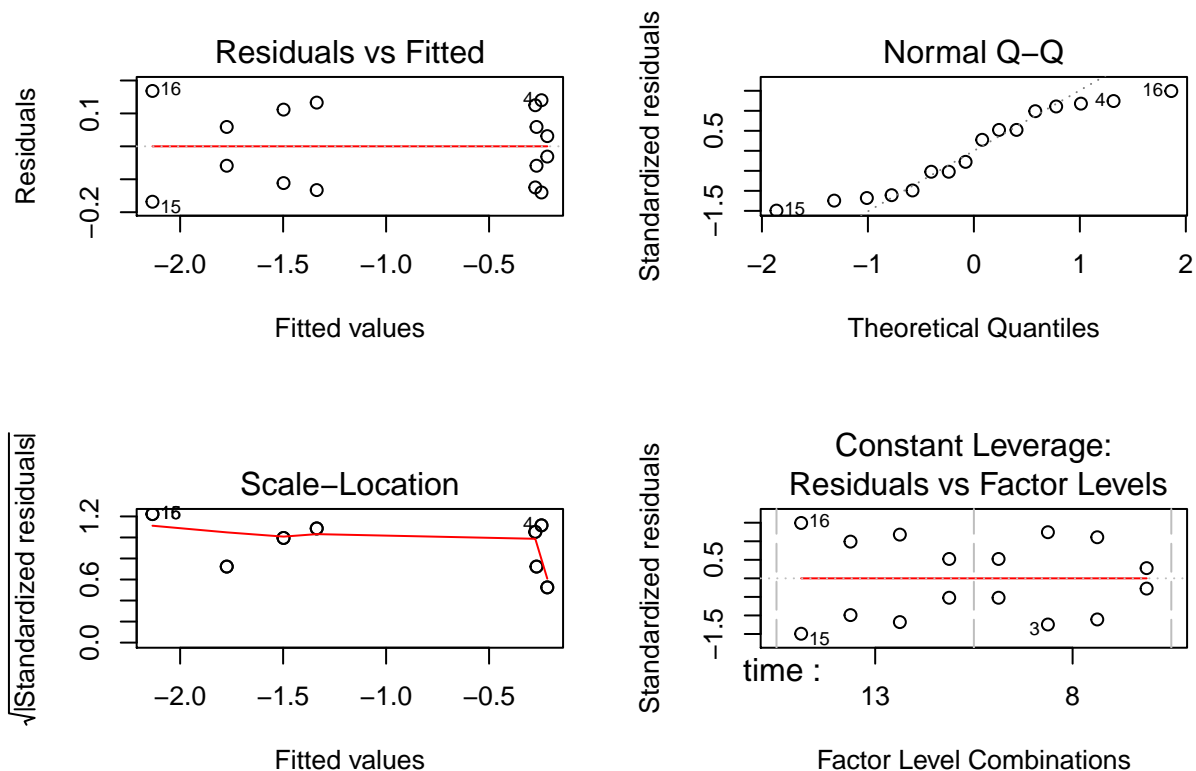 Residuals vs Fitted
Residuals
0.1
−0.2
16
15
4
−2.0 −1.5 −1.0 −0.5
Fitted values
Normal Q−Q
Standardized residuals
0.5
−1.5
15
4
16
−2 −1 0 1 2
Theoretical Quantiles
Scale−Location
√|Standardized residuals|
1.2
0.6
0.0
4
−2.0 −1.5 −1.0 −0.5
Fitted values
Constant Leverage:
Residuals vs Factor Levels
Standardized residuals
0.5
−1.5
16
15
3
time :
13 8
Factor Level Combinations